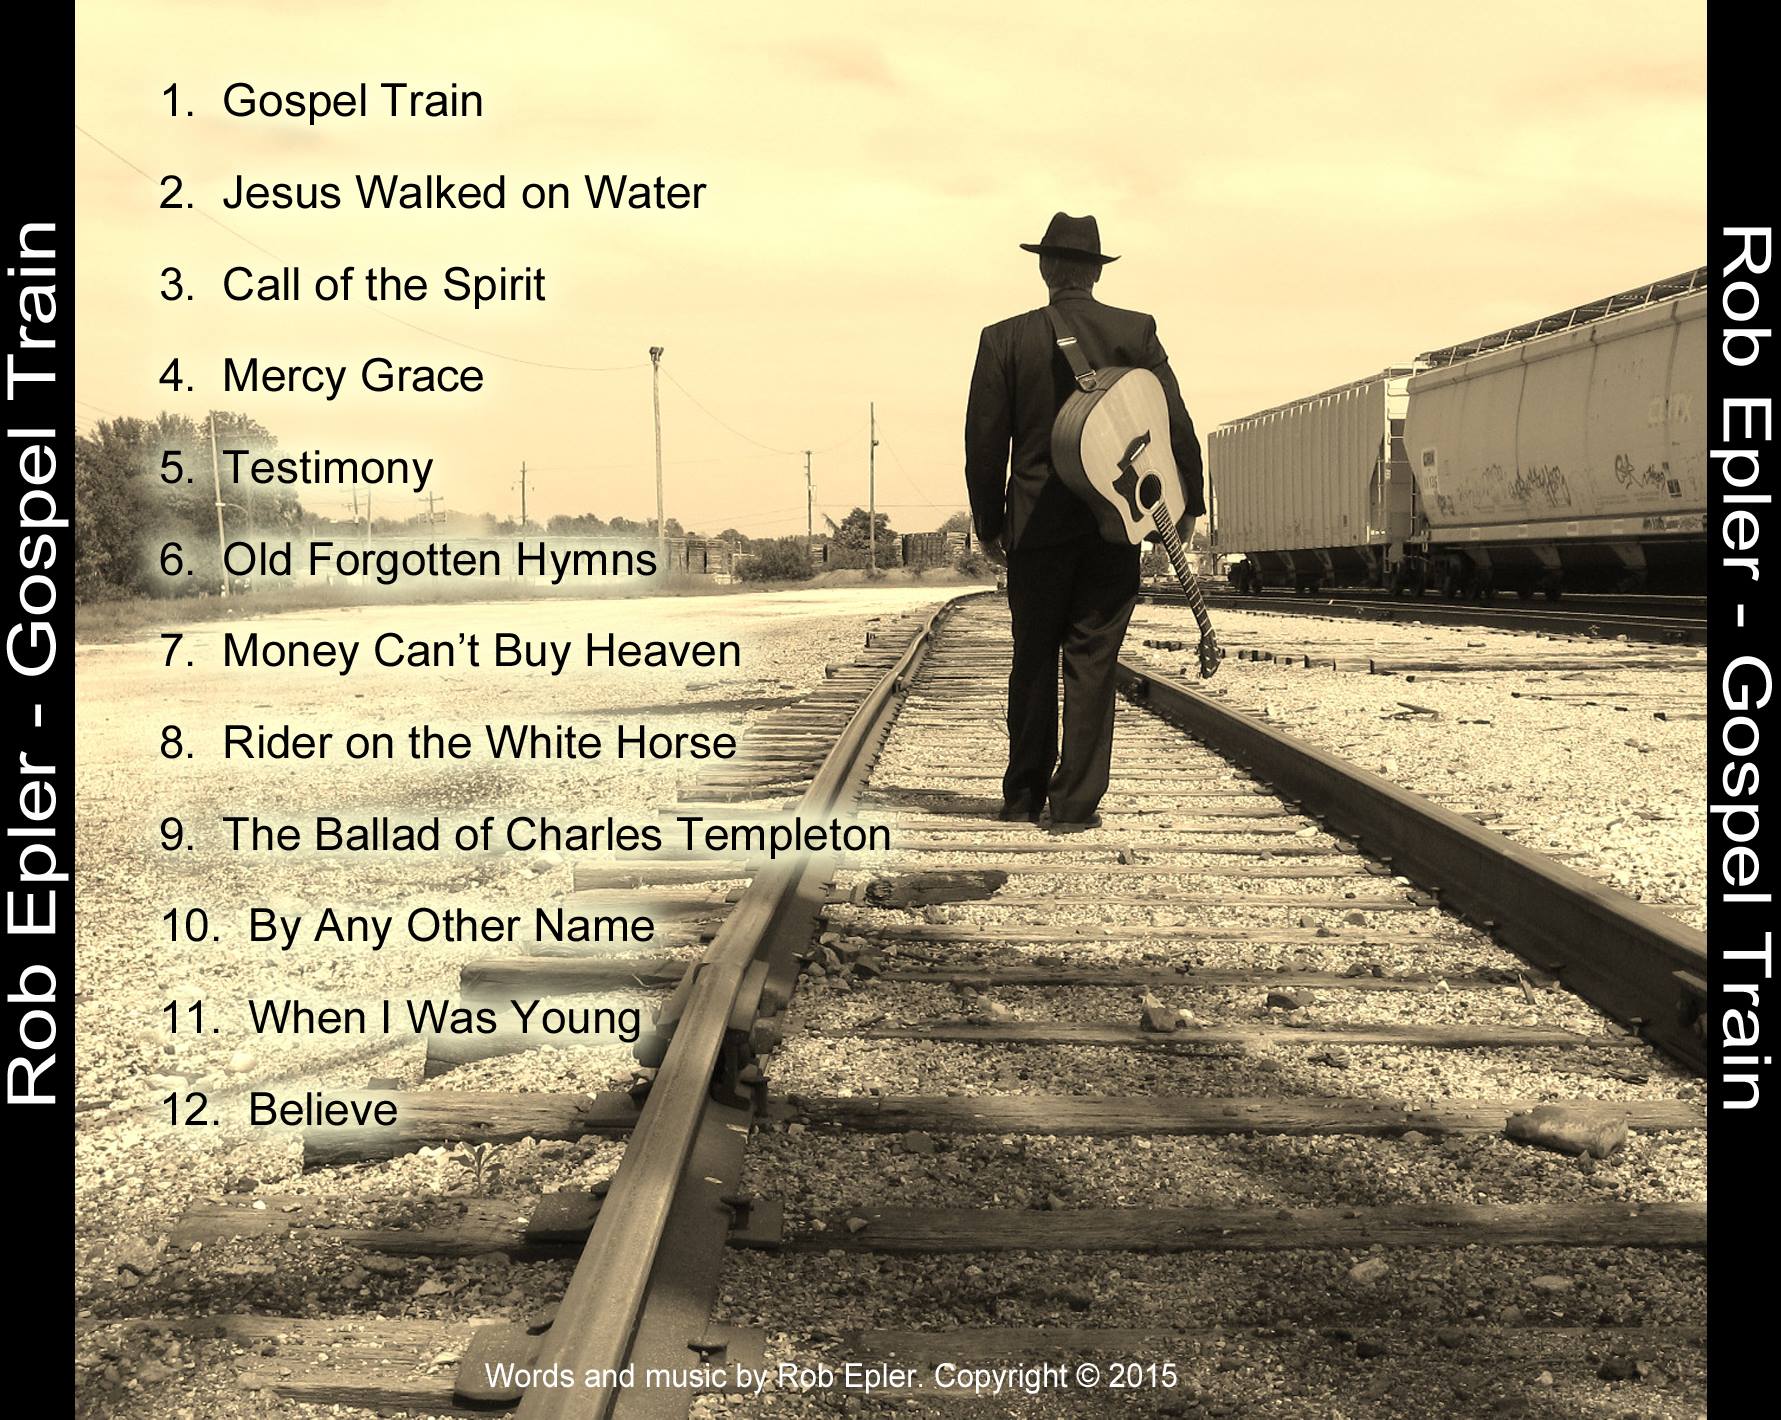 Rob Epler - Gospel Train
1. Gospel Train
2. Jesus Walked on Water
3. Call of the Spirit
4. Mercy Grace
5. Testimony
6. Old Forgotten Hymns
7. Money Can’t Buy Heaven
8. Rider on the White Horse
9. The Ballad of Charles Templeton
10. By Any Other Name
11. When I Was Young
12. Believe
Words and music by Rob Epler. Copyright © 2015
Rob Epler - Gospel Train